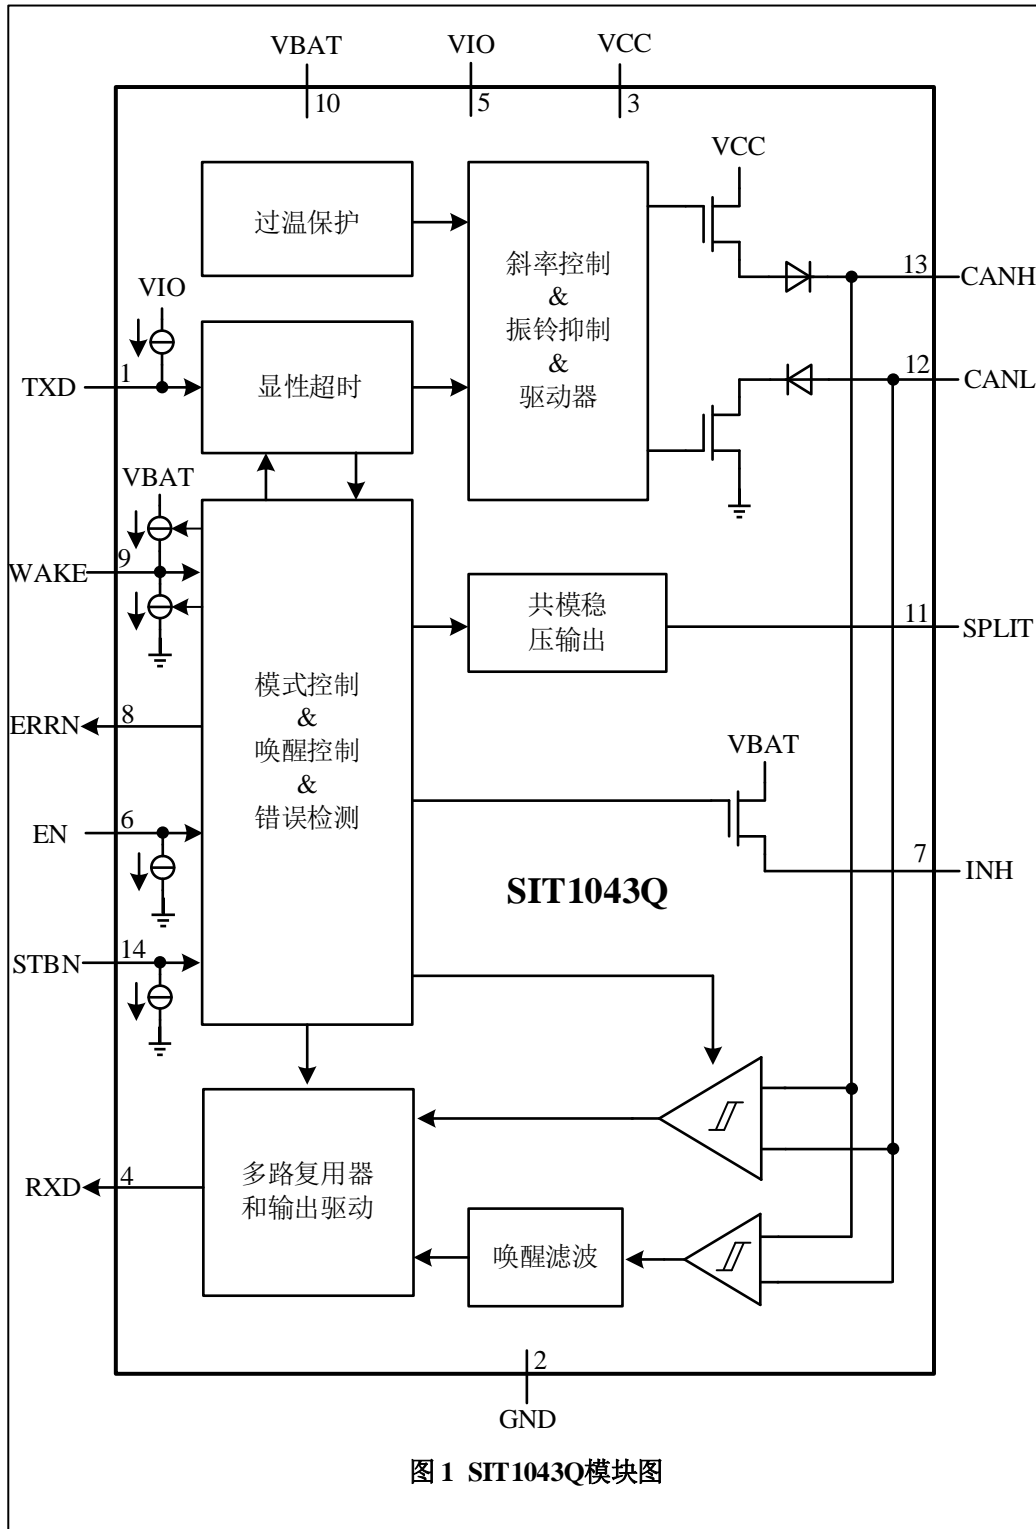 VBAT
VIO
VCC
10
5
3
VCC
过温保护
斜率控制
&
振铃抑制
&
驱动器
13
CANH
VIO
12
CANL
TXD
1
显性超时
VBAT
9
WAKE
共模稳
压输出
11
SPLIT
模式控制
&
唤醒控制
&
错误检测
ERRN
8
VBAT
EN
6
7
INH
SIT1043Q
STBN
14
多路复用器
和输出驱动
RXD
4
唤醒滤波
2
GND
图 1 SIT1043Q模块图